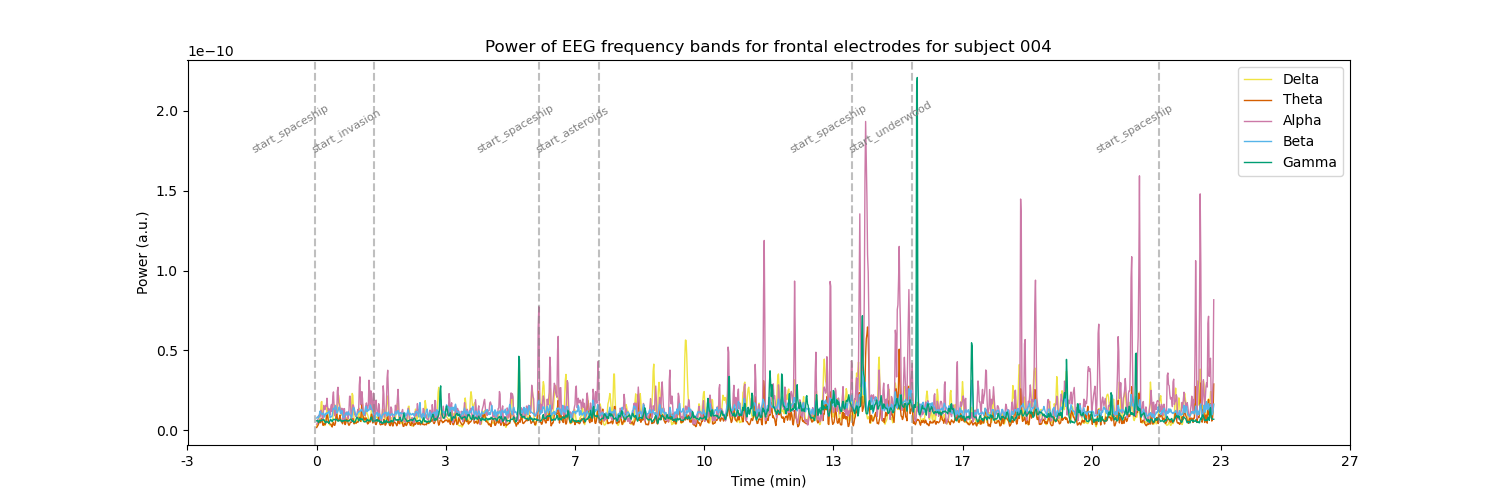 Power of EEG frequency bands for frontal electrodes for subject 004
1e−10
Power (a.u.)
2.0
1.5
1.0
0.5
0.0
start_spaceship
start_invasion
start_spaceship
start_asteroids
start_spaceship
start_underwood
start_spaceship
Delta
Theta
Alpha
Beta
Gamma
-3 0 3 7 10 13 17 20 23 27
Time (min)